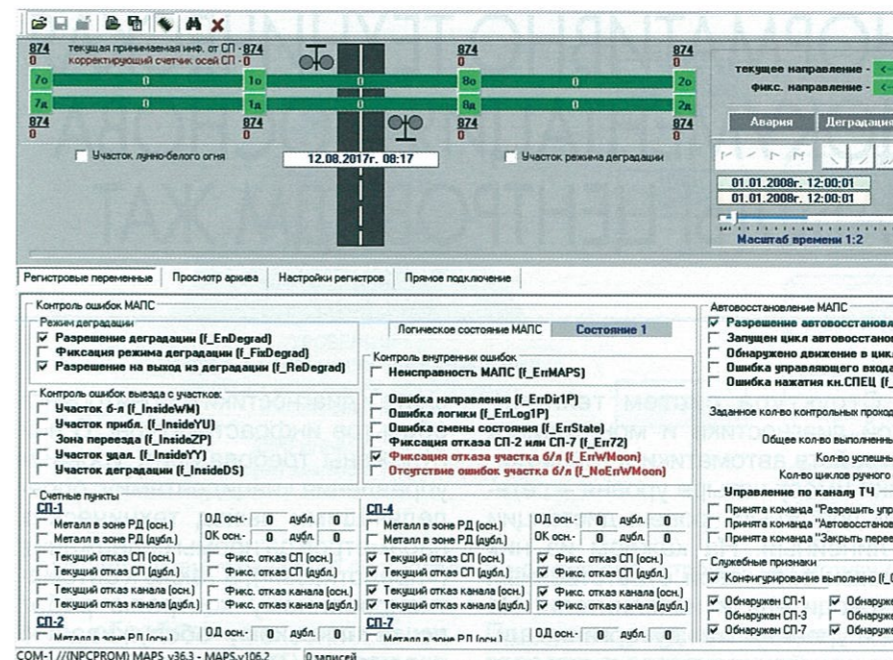 874 текущая принимаемая инф. от СП - 874 874 874
0 корректирующий счетчик осей СП - 0 0 0
7о 0 1о 0 8о 0 2о
7д 0 1д 0 8д 0 2д
874 874 874 874
0 0 0 0
текущее направление - <-
фикс. направление - <-
Авария Деградация
Участок лунно-белого огня 12.08.2017г. 08:17 Участок режима деградации
01.01.2008г. 12:00:01
01.01.2008г. 12:00:01
Масштаб времени 1:2
Регистровые переменные Просмотр архива Настройки регистров Прямое подключение
Контроль ошибок МАПС
Режим деградации
Разрешение деградации (f_EnDegrad)
Фиксация режима деградации (f_FixDegrad)
Разрешение на выход из деградации (f_ReDegrad)
Контроль ошибок выезда с участков:
Участок б-л (f_InsideWM)
Участок прибл. (f_InsideYU)
Зона переезда (f_InsideZP)
Участок удал. (f_InsideYY)
Участок деградации (f_InsideDS)
Логическое состояние МАПС Состояние 1
Контроль внутренних ошибок
Неисправность МАПС (f_ErrMAPS)
Ошибка направления (f_ErrDir1P)
Ошибка логики (f_ErrLog1P)
Ошибка смены состояния (f_ErrState)
Фиксация отказа СП-2 или СП-7 (f_Err72)
Фиксация отказа участка б/л (f_ErrWMoon)
Отсутствие ошибок участка б/л (f_NoErrWMoon)
Счетные пункты
СП-1
Металл в зоне РД (осн.) ОД осн.- 0 дубл. 0
Металл в зоне РД (дубл.) ОК осн.- 0 дубл. 0
Текущий отказ СП (осн.) Фикс. отказ СП (осн.)
Текущий отказ СП (дубл.) Фикс. отказ СП (дубл.)
Текущий отказ канала (осн.) Фикс. отказ канала (осн.)
Текущий отказ канала (дубл.) Фикс. отказ канала (дубл.)
СП-2
Металл в зоне РД (осн.) ОД осн.- 0 дубл. 0
СП-4
Металл в зоне РД (осн.) ОД осн.- 0 дубл. 0
Металл в зоне РД (дубл.) ОК осн.- 0 дубл. 0
Текущий отказ СП (осн.) Фикс. отказ СП (осн.)
Текущий отказ СП (дубл.) Фикс. отказ СП (дубл.)
Текущий отказ канала (осн.) Фикс. отказ канала (осн.)
Текущий отказ канала (дубл.) Фикс. отказ канала (дубл.)
СП-7
Металл в зоне РД (осн.) ОД осн.- 0 дубл. 0
Автовосстановление МАПС
Разрешение автовосстановл
Запущен цикл автовосстанов
Обнаружено движение в цик
Ошибка управляющего входа
Ошибка нажатия кн.СПЕЦ (f_
Заданное кол-во контрольных проход
Общее кол-во выполненны
Кол-во успешны
Кол-во циклов ручного
Управление по каналу ТЧ
Принята команда "Разрешить упр
Принята команда "Автовосстано
Принята команда "Закрыть перее
Служебные признаки
Конфигурирование выполнено (f_
Обнаружен СП-1 Обнаруже
Обнаружен СП-3 Обнаруже
Обнаружен СП-7 Обнаруже
COM-1 //(NPCPROM) MAPS v36.3 - MAPS.v106.2 0 записей